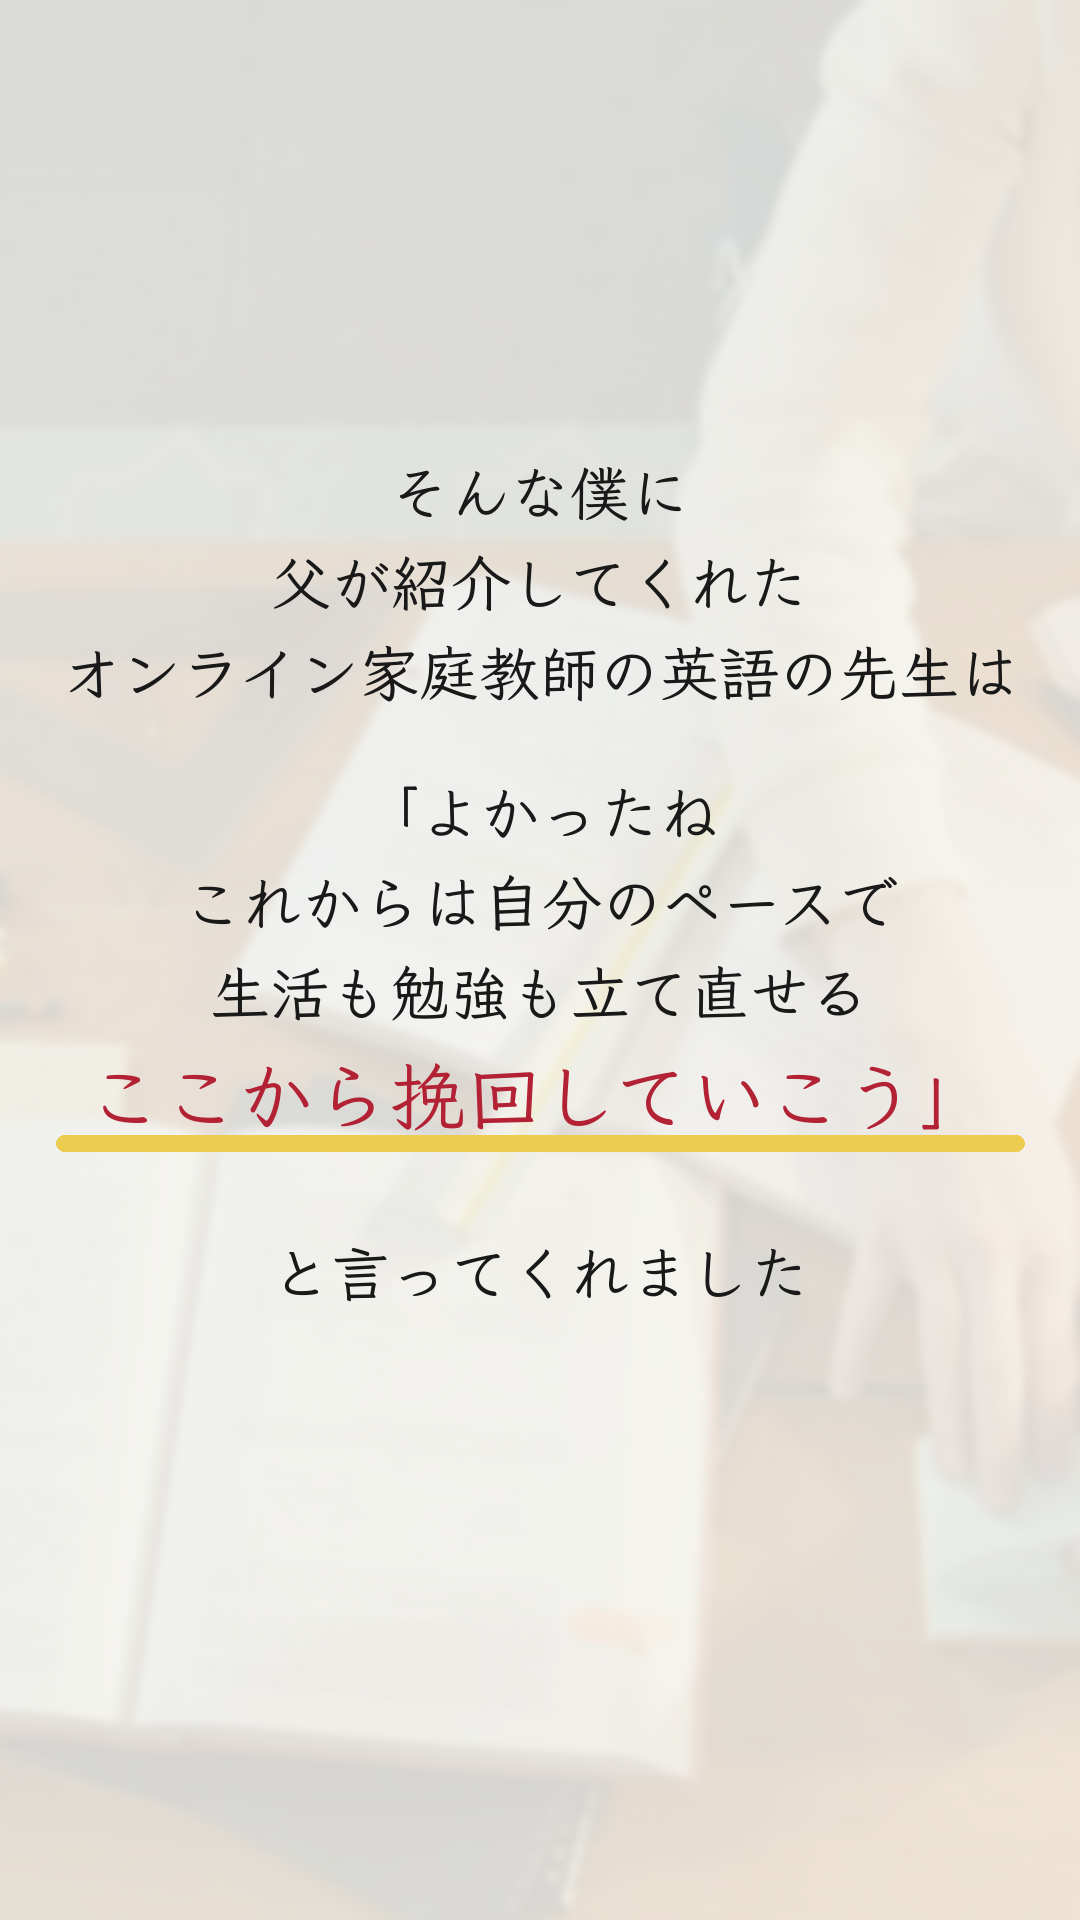 そんな僕に
父が紹介してくれた
オンライン家庭教師の英語の先生は
「よかったね
これからは自分のペースで
生活も勉強も立て直せる
ここから挽回していこう」
と言ってくれました